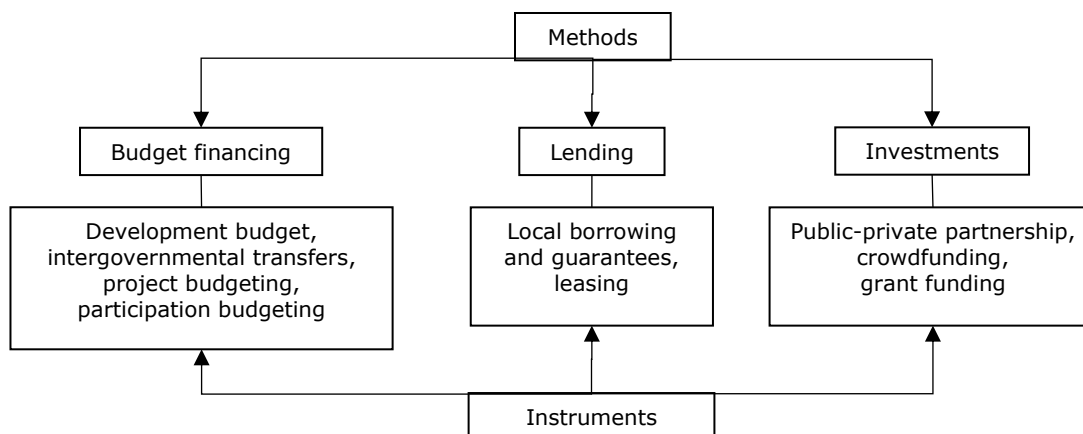 Methods
Budget financing
Lending
Investments
Development budget,
intergovernmental transfers,
project budgeting,
participation budgeting
Local borrowing
and guarantees,
leasing
Public-private partnership,
crowdfunding,
grant funding
Instruments